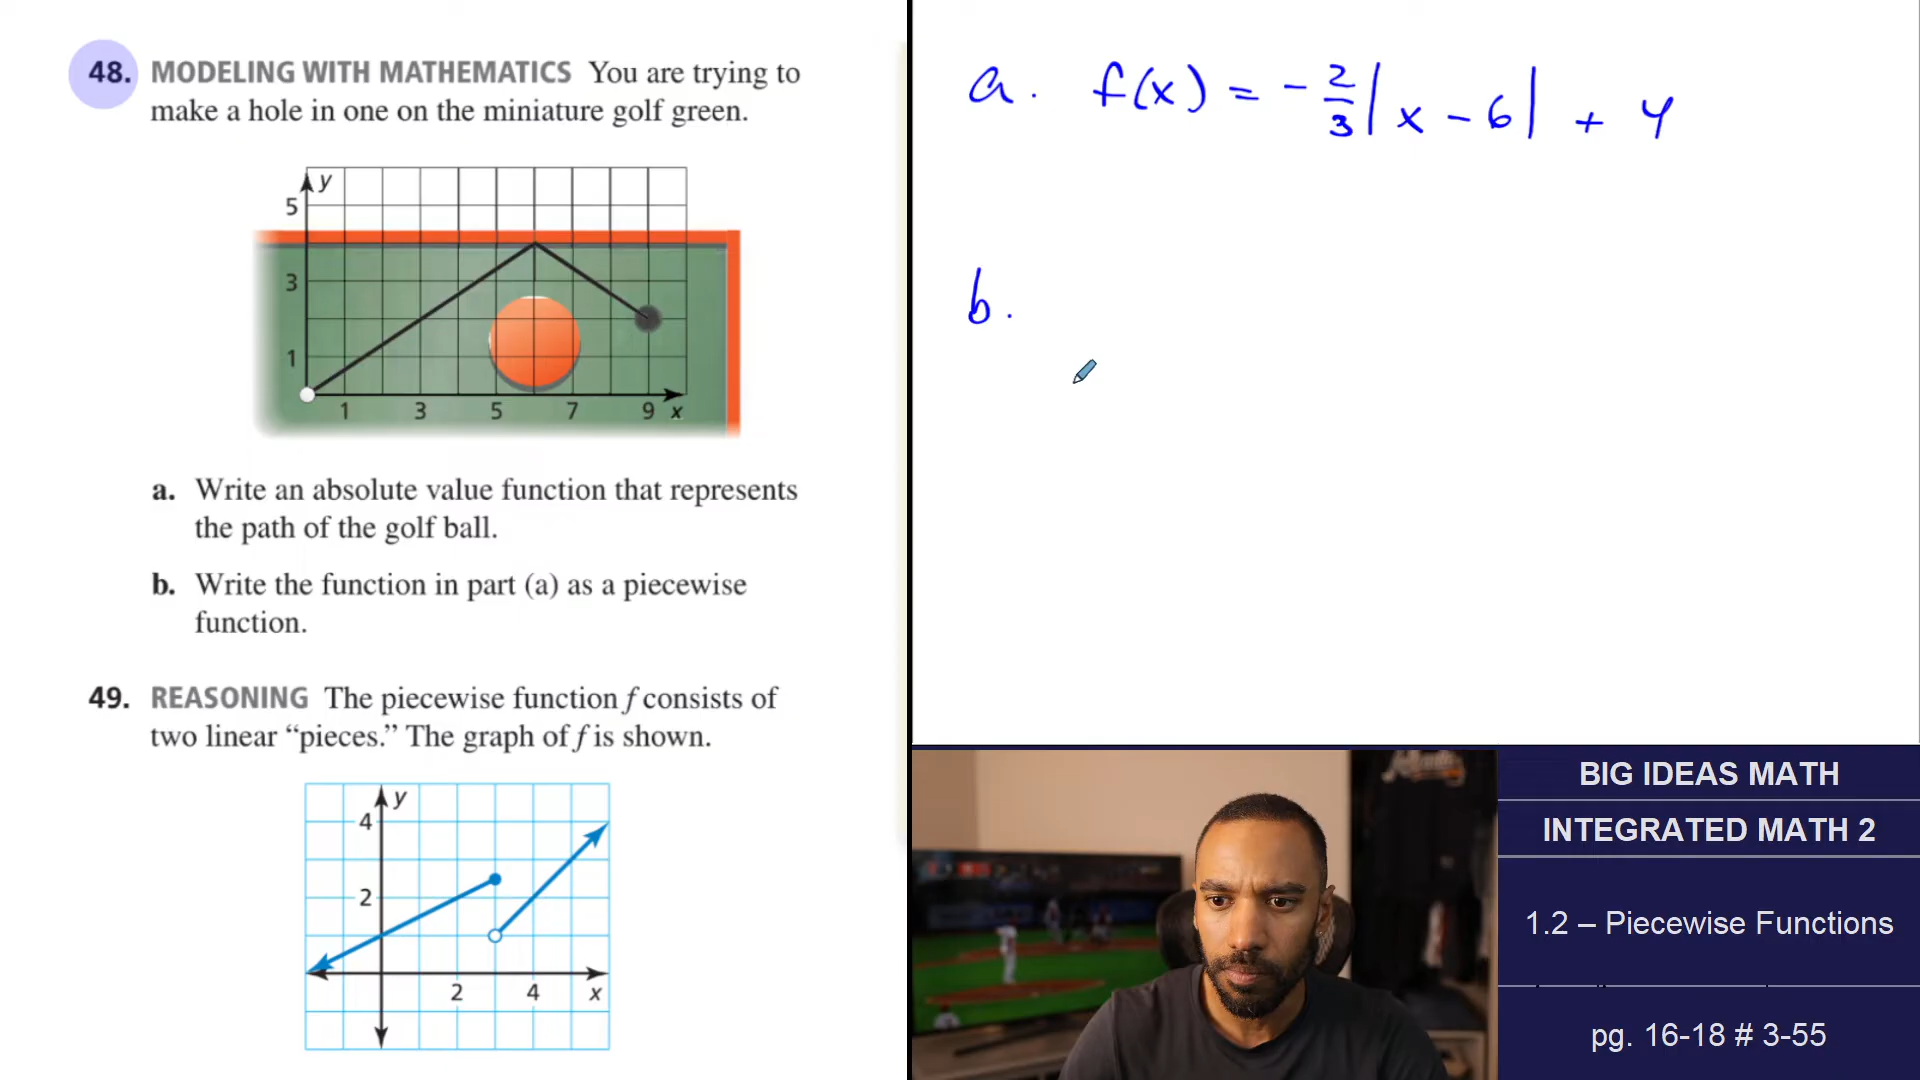 48. MODELING WITH MATHEMATICS You are trying to
make a hole in one on the miniature golf green.
y
5
3
1
1 3 5 7 9 x
a. Write an absolute value function that represents
the path of the golf ball.
b. Write the function in part (a) as a piecewise
function.
49. REASONING The piecewise function f consists of
two linear “pieces.” The graph of f is shown.
y
4
2
2 4 x
a. f(x) = -2/3|x - 6| + 4
b.
BIG IDEAS MATH
INTEGRATED MATH 2
1.2 – Piecewise Functions
pg. 16-18 # 3-55